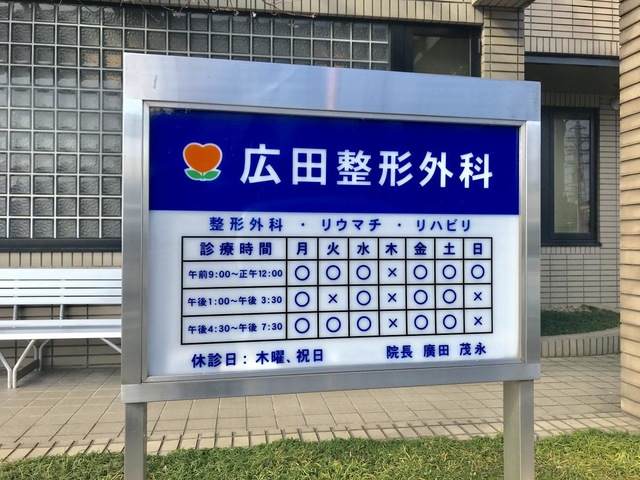 広田整形外科
整形外科 ・ リウマチ ・ リハビリ
診療時間 月 火 水 木 金 土 日
午前9:00～正午12:00 ○ ○ ○ × ○ ○ ○
午後1:00～午後 3:30 ○ × ○ × ○ ○ ×
午後4:30～午後 7:30 ○ ○ ○ × ○ ○ ×
休診日：木曜、祝日 院長 廣田 茂永